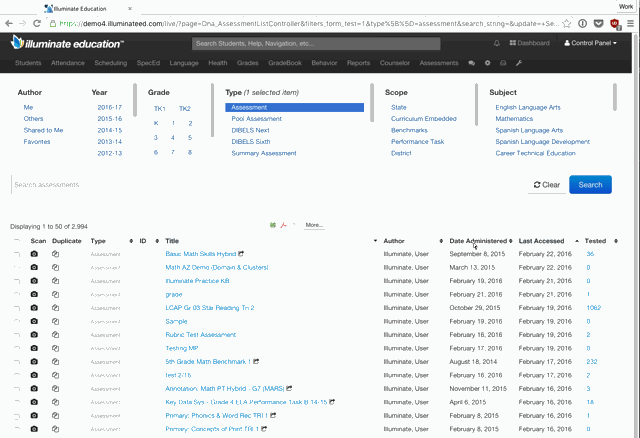 Work
illuminate Education
https://demo4.illuminateed.com/live/?page=Dna_AssessmentListController&filters_form_test=1&type%5B%5D=assessment&search_string=&update=+Se...
illuminate education™ Search Students, Help, Navigation, etc... Dashboard Control Panel
Students Attendance Scheduling SpecEd Language Health Grades GradeBook Behavior Reports Counselor Assessments
Author Year Grade Type (1 selected item) Scope Subject
Me 2016-17 TK1 TK2 Assessment State English Language Arts
Others 2015-16 K 1 2 Pool Assessment Curriculum Embedded Mathematics
Shared to Me 2014-15 3 4 5 DIBELS Next Benchmarks Spanish Language Arts
Favorites 2013-14 DIBELS Sixth Performance Task Spanish Language Development
2012-13 6 7 8 Summary Assessment District Career Technical Education
Search assessments Clear Search
Displaying 1 to 50 of 2,994 More...
Scan Duplicate Type ID Title Author Date Administered Last Accessed Tested
Assessment Basic Math Skills Hybrid Illuminate, User September 8, 2015 February 22, 2016 36
Assessment Math AZ Demo (Domain & Clusters) Illuminate, User March 13, 2015 February 22, 2016 0
Assessment Illuminate Practice KB Illuminate, User February 19, 2016 February 21, 2016 0
Assessment grade Illuminate, User February 21, 2016 February 21, 2016 1
Assessment LCAP Gr 03 Star Reading Tri 2 Illuminate, User October 29, 2015 February 19, 2016 1062
Assessment Sample Illuminate, User February 19, 2016 February 19, 2016 0
Assessment Rubric Test Assessment Illuminate, User February 16, 2016 February 19, 2016 2
Assessment Testing MP Illuminate, User February 17, 2016 February 19, 2016 0
Assessment 5th Grade Math Benchmark 1 Illuminate, User August 18, 2014 February 17, 2016 232
Assessment test 2/16 Illuminate, User February 16, 2016 February 17, 2016 2
Assessment Annotation, Math PT Hybrid - G7 (MARS) Illuminate, User November 11, 2015 February 16, 2016 3
Assessment Key Data Sys - Grade 4 ELA Performance Task B 14-15 Illuminate, User April 6, 2015 February 16, 2016 18
Assessment Primary: Phonics & Word Rec TRI 1 Illuminate, User February 8, 2016 February 16, 2016 1
Assessment Primary: Concepts of Print TRI 1 Illuminate, User February 8, 2016 February 16, 2016 0